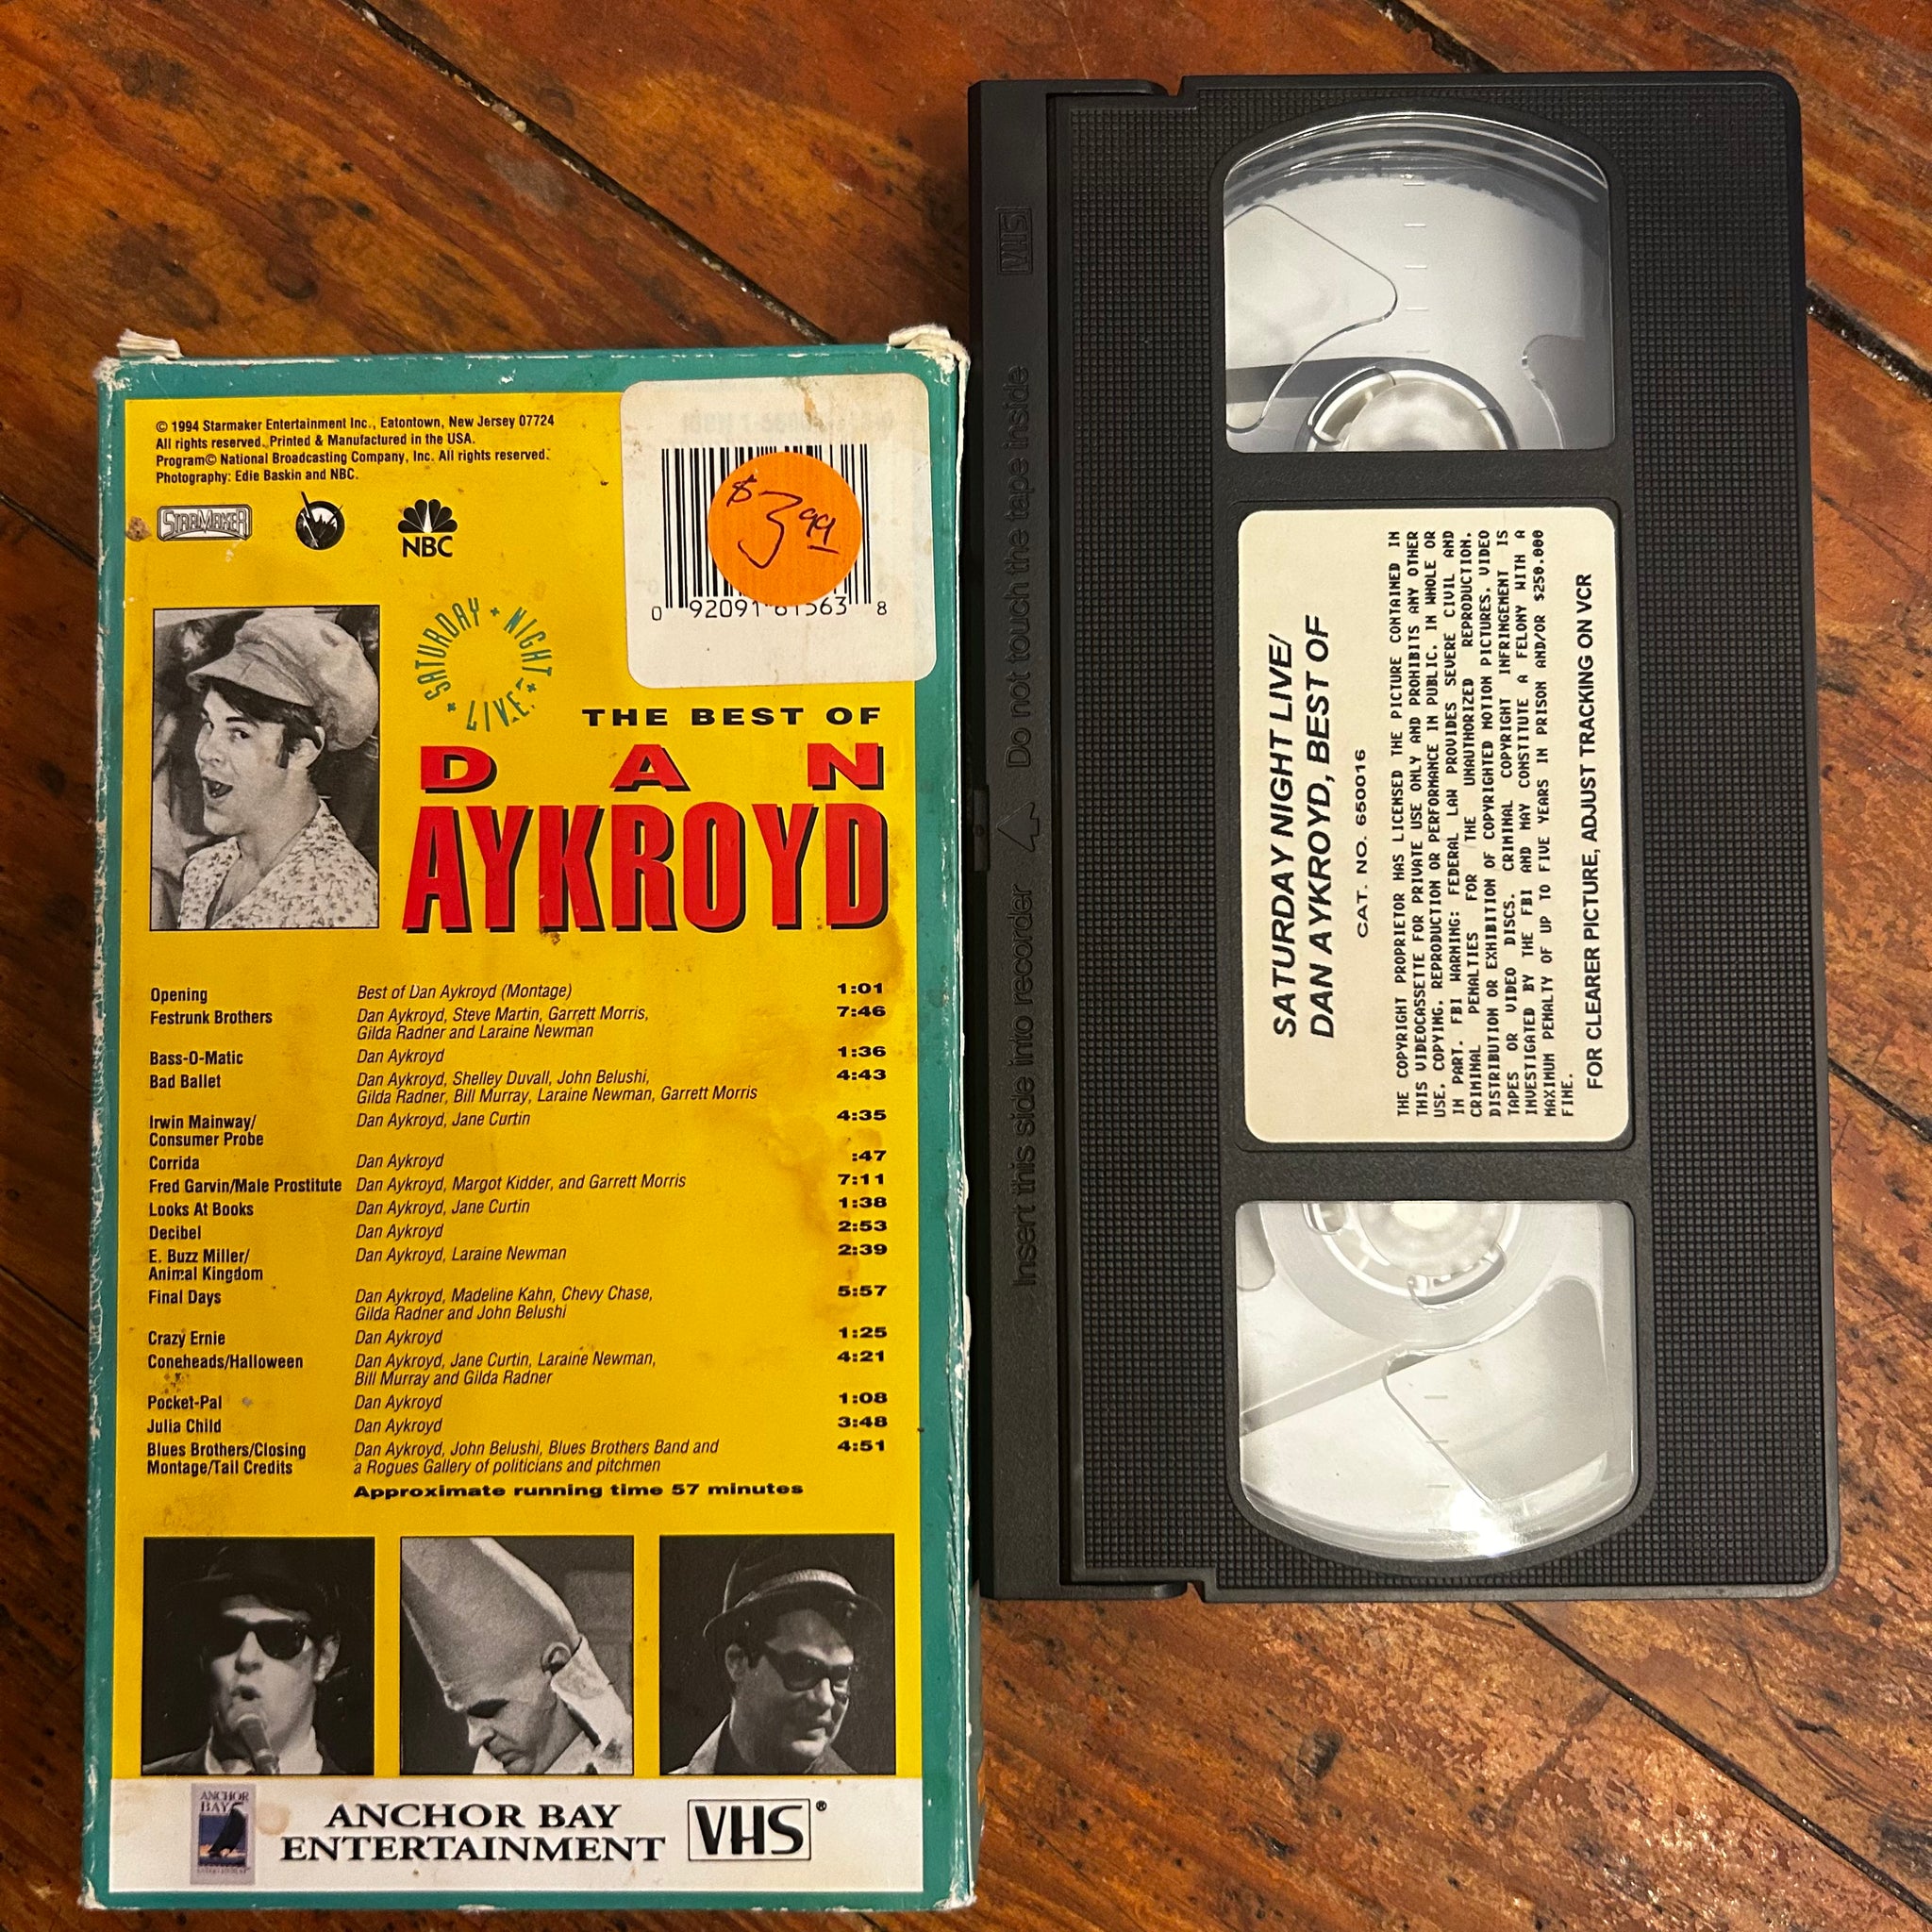 © 1994 Starmaker Entertainment Inc., Eatontown, New Jersey 07724
All rights reserved. Printed & Manufactured in the USA.
Program© National Broadcasting Company, Inc. All rights reserved.
Photography: Edie Baskin and NBC.
STARMAKER
NBC
$3.99
0 92091 61563 8
SATURDAY NIGHT LIVE
THE BEST OF
DAN
AYKROYD
Opening Best of Dan Aykroyd (Montage) 1:01
Festrunk Brothers Dan Aykroyd, Steve Martin, Garrett Morris, 7:46
Gilda Radner and Laraine Newman
Bass-O-Matic Dan Aykroyd 1:36
Bad Ballet Dan Aykroyd, Shelley Duvall, John Belushi, 4:43
Gilda Radner, Bill Murray, Laraine Newman, Garrett Morris
Irwin Mainway/ Dan Aykroyd, Jane Curtin 4:35
Consumer Probe
Corrida Dan Aykroyd :47
Fred Garvin/Male Prostitute Dan Aykroyd, Margot Kidder, and Garrett Morris 7:11
Looks At Books Dan Aykroyd, Jane Curtin 1:38
Decibel Dan Aykroyd 2:53
E. Buzz Miller/ Dan Aykroyd, Laraine Newman 2:39
Animal Kingdom
Final Days Dan Aykroyd, Madeline Kahn, Chevy Chase, 5:57
Gilda Radner and John Belushi
Crazy Ernie Dan Aykroyd 1:25
Coneheads/Halloween Dan Aykroyd, Jane Curtin, Laraine Newman, 4:21
Bill Murray and Gilda Radner
Pocket-Pal Dan Aykroyd 1:08
Julia Child Dan Aykroyd 3:48
Blues Brothers/Closing Dan Aykroyd, John Belushi, Blues Brothers Band and 4:51
Montage/Tail Credits a Rogues Gallery of politicians and pitchmen
Approximate running time 57 minutes
ANCHOR
BAY
ANCHOR BAY
ENTERTAINMENT
VHS®
VHS
Insert this side into recorder Do not touch the tape inside
SATURDAY NIGHT LIVE/
DAN AYKROYD, BEST OF
CAT. NO. 650016
THE COPYRIGHT PROPRIETOR HAS LICENSED THE PICTURE CONTAINED IN
THIS VIDEOCASSETTE FOR PRIVATE USE ONLY AND PROHIBITS ANY OTHER
USE, COPYING, REPRODUCTION OR PERFORMANCE IN PUBLIC, IN WHOLE OR
IN PART. FBI WARNING: FEDERAL LAW PROVIDES SEVERE CIVIL AND
CRIMINAL PENALTIES FOR THE UNAUTHORIZED REPRODUCTION,
DISTRIBUTION OR EXHIBITION OF COPYRIGHTED MOTION PICTURES, VIDEO
TAPES OR VIDEO DISCS. CRIMINAL COPYRIGHT INFRINGEMENT IS
INVESTIGATED BY THE FBI AND MAY CONSTITUTE A FELONY WITH A
MAXIMUM PENALTY OF UP TO FIVE YEARS IN PRISON AND/OR $250.000
FINE.
FOR CLEARER PICTURE, ADJUST TRACKING ON VCR